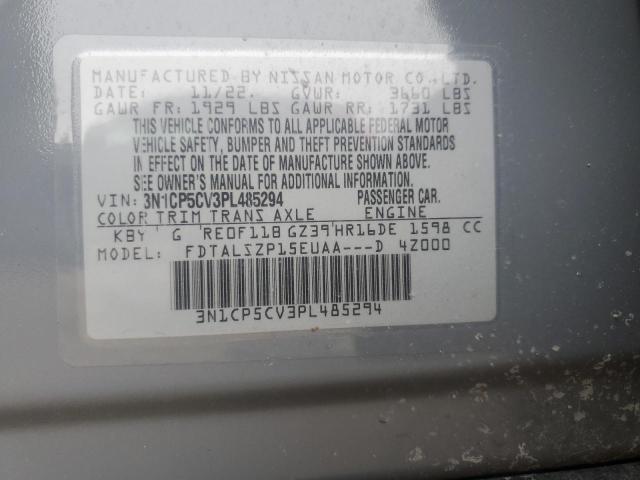 MANUFACTURED BY NISSAN MOTOR CO.,LTD.
DATE: 11/22. GVWR: 3660 LBS
GAWR FR: 1929 LBS GAWR RR: 1731 LBS
THIS VEHICLE CONFORMS TO ALL APPLICABLE FEDERAL MOTOR
VEHICLE SAFETY, BUMPER AND THEFT PREVENTION STANDARDS
IN EFFECT ON THE DATE OF MANUFACTURE SHOWN ABOVE.
SEE OWNER'S MANUAL FOR ADDITIONAL INFORMATION.
VIN: 3N1CP5CV3PL485294 PASSENGER CAR.
COLOR TRIM TRANS AXLE ENGINE
KBY G RE0F11B GZ39 HR16DE 1598 CC
MODEL: FDTALSZP15EUAA---D 4Z000
3N1CP5CV3PL485294